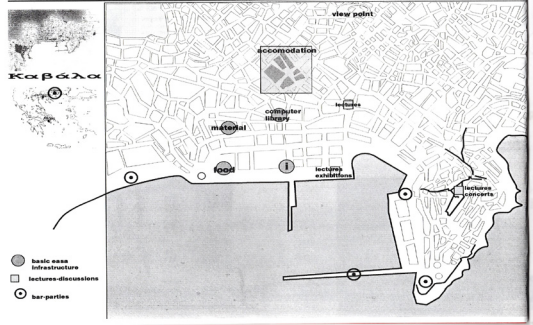 Καβάλα
view point
accomodation
lectures
computer
library
material
food
i
lectures
exhibitions
lectures
concerts
basic easa
infrastructure
lectures-discussions
bar-parties